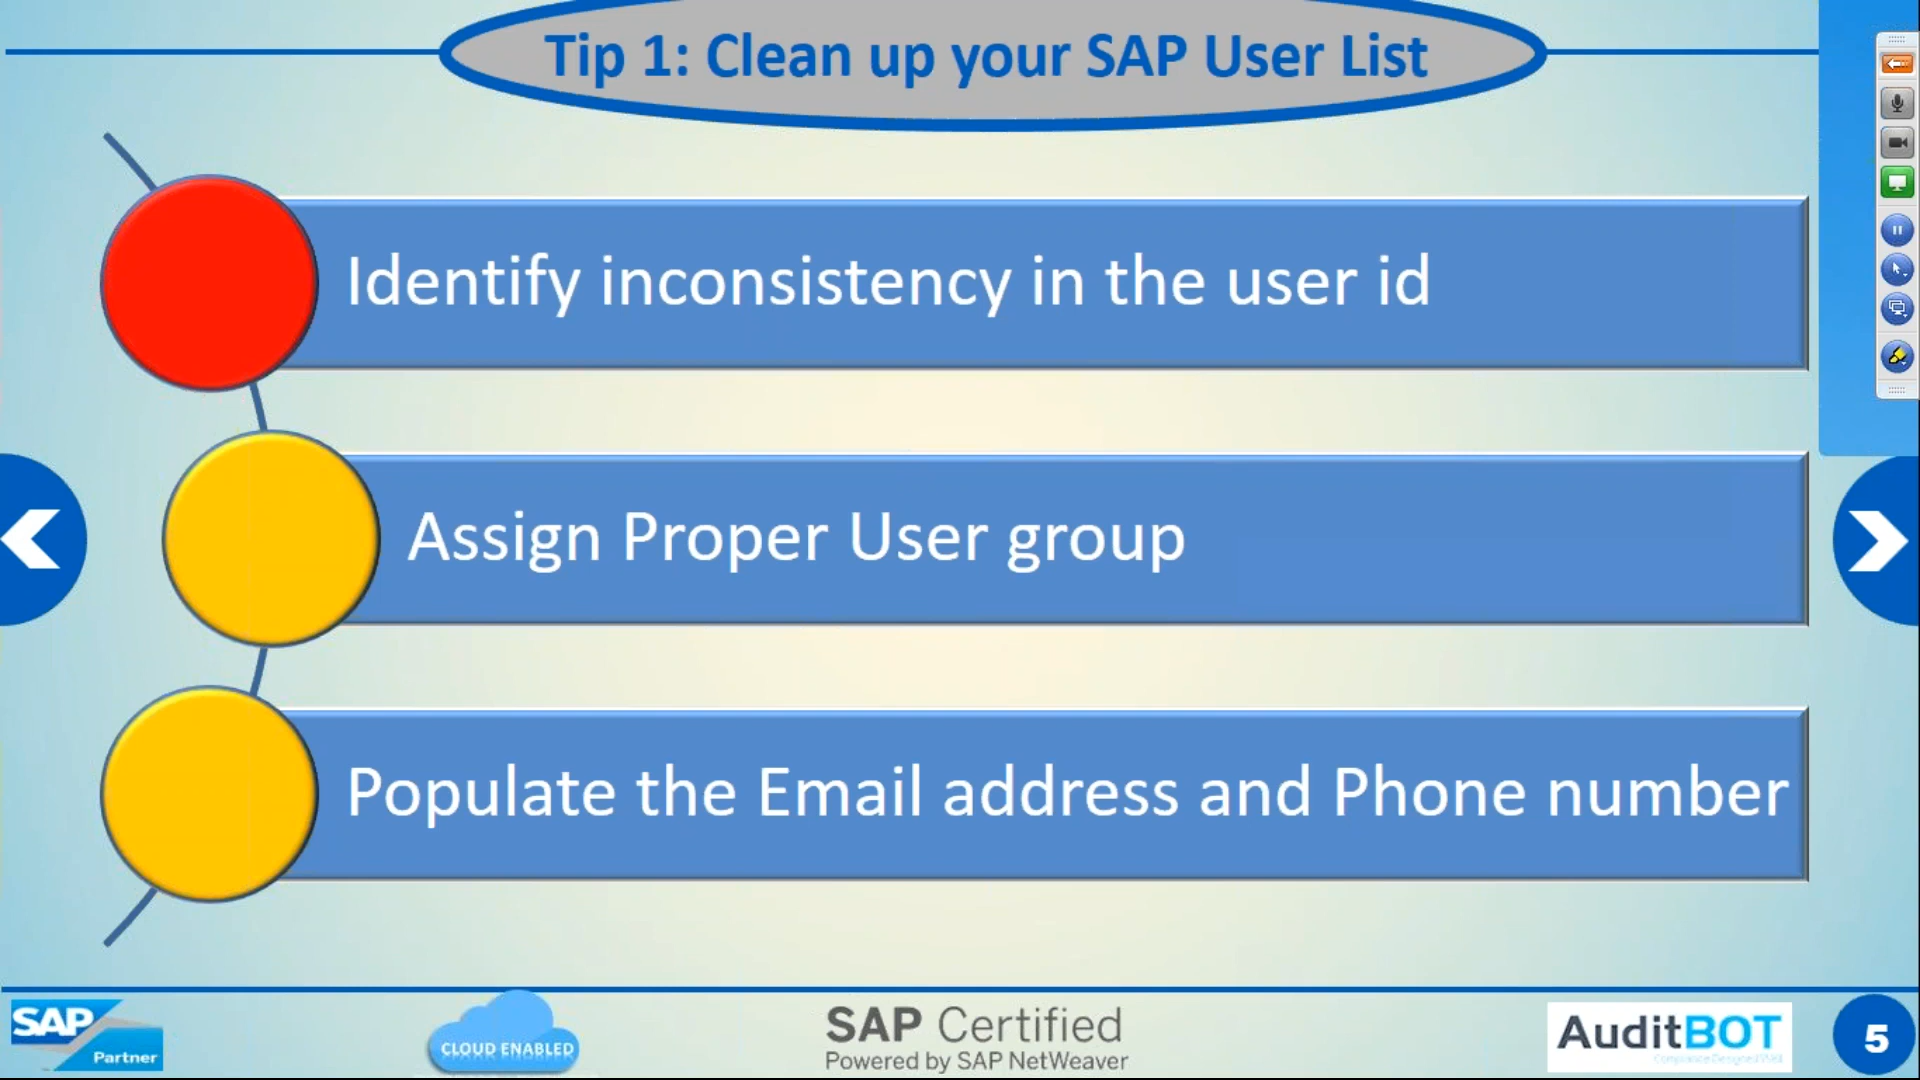 Tip 1: Clean up your SAP User List
Identify inconsistency in the user id
Assign Proper User group
Populate the Email address and Phone number
SAP
Partner
CLOUD ENABLED
SAP Certified
Powered by SAP NetWeaver
AuditBOT
5